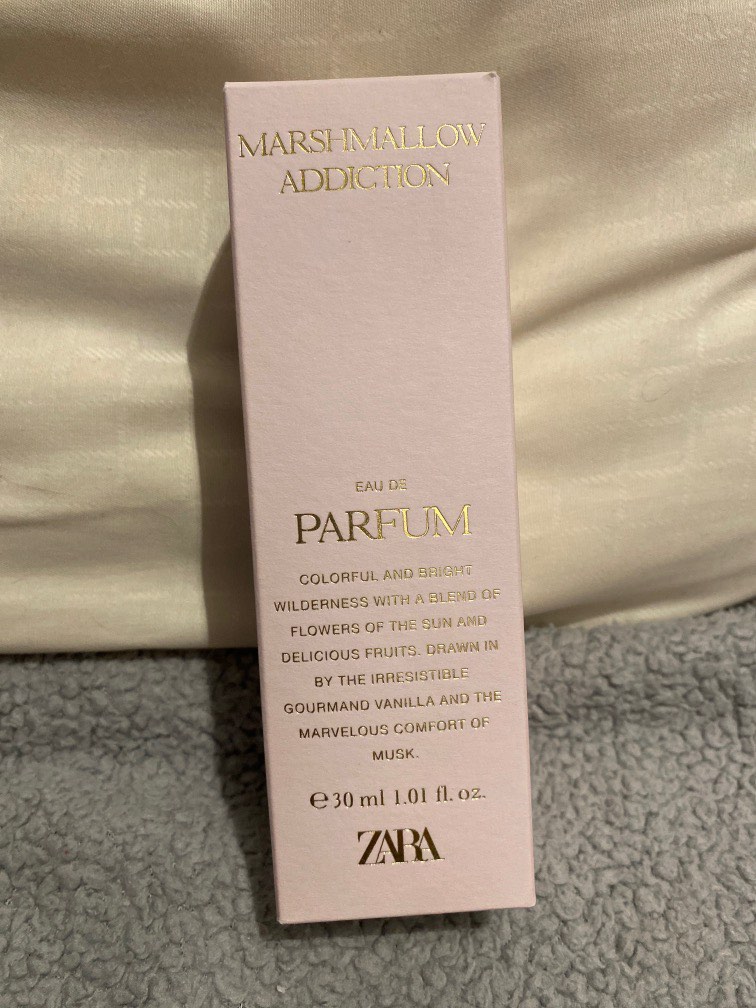 MARSHMALLOW
ADDICTION
EAU DE
PARFUM
COLORFUL AND BRIGHT
WILDERNESS WITH A BLEND OF
FLOWERS OF THE SUN AND
DELICIOUS FRUITS. DRAWN IN
BY THE IRRESISTIBLE
GOURMAND VANILLA AND THE
MARVELOUS COMFORT OF
MUSK.
℮30 ml 1.01 fl. oz.
ZARA